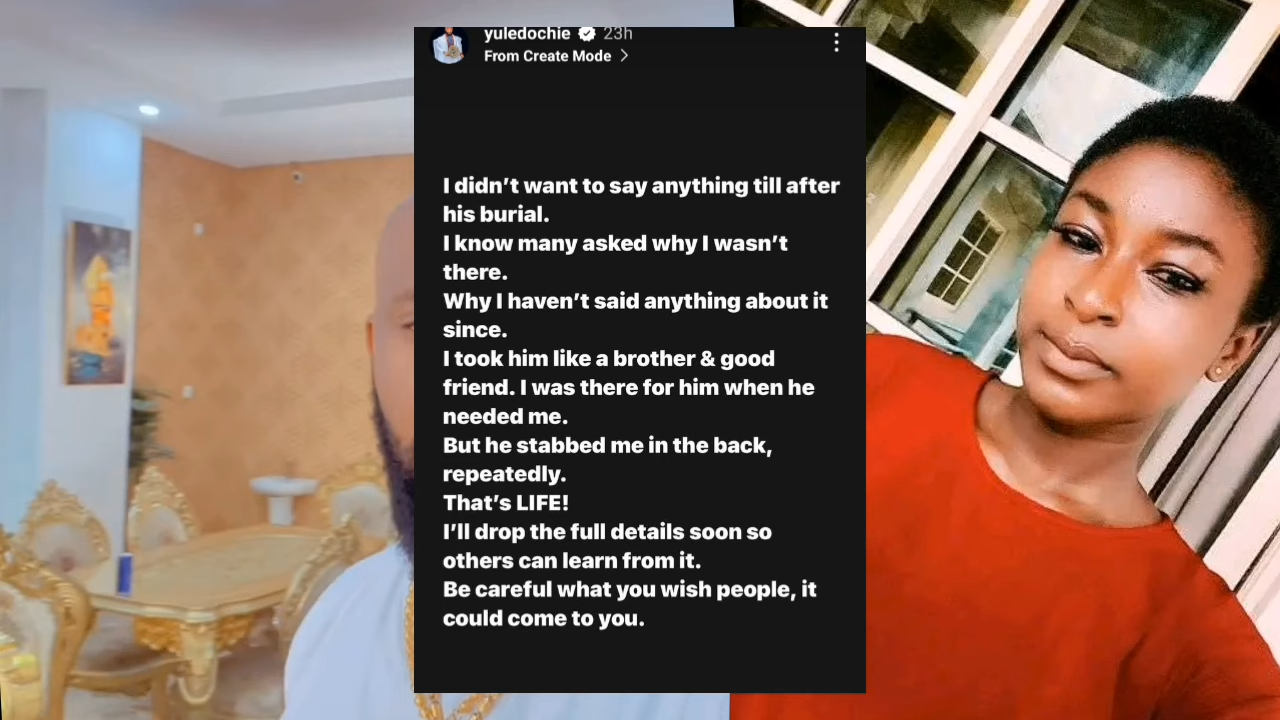 yuledochie 23h
From Create Mode
I didn’t want to say anything till after
his burial.
I know many asked why I wasn’t
there.
Why I haven’t said anything about it
since.
I took him like a brother & good
friend. I was there for him when he
needed me.
But he stabbed me in the back,
repeatedly.
That’s LIFE!
I’ll drop the full details soon so
others can learn from it.
Be careful what you wish people, it
could come to you.